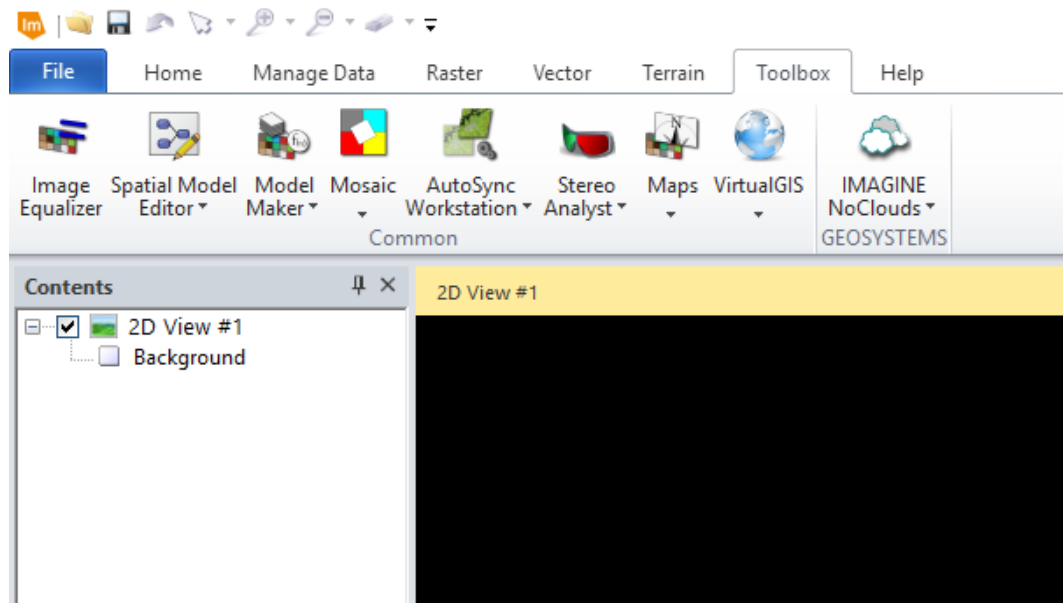 Im
File Home Manage Data Raster Vector Terrain Toolbox Help
Image Equalizer
Spatial Model Editor
Model Maker
Mosaic
AutoSync Workstation
Stereo Analyst
Maps
VirtualGIS
IMAGINE NoClouds
Common
GEOSYSTEMS
Contents
2D View #1
2D View #1
Background